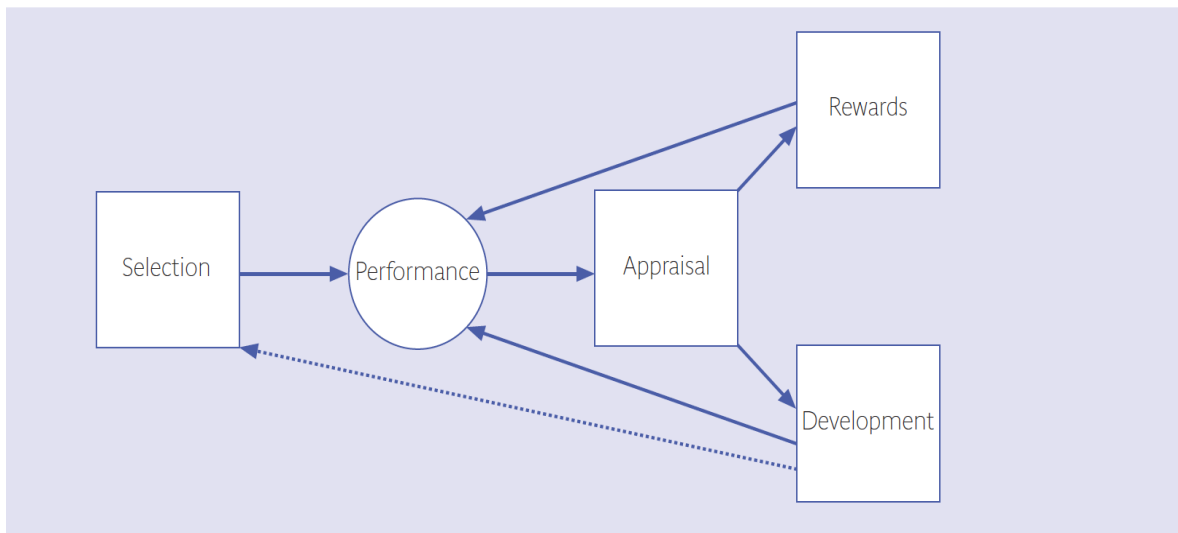 Rewards
Selection
Performance
Appraisal
Development